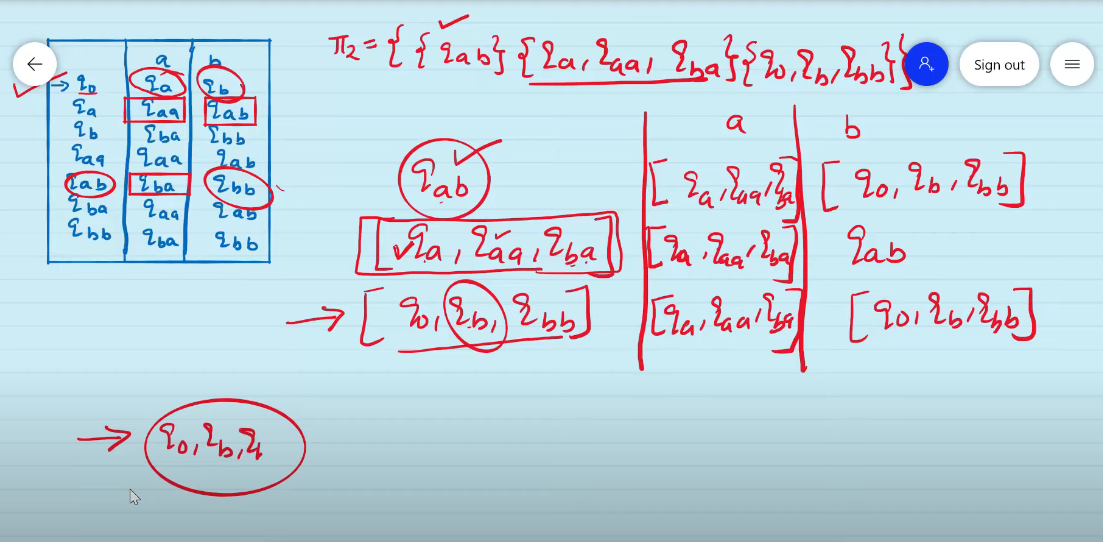 π₂ = { { qab } { qa, qaa, qba } { q0, qb, qbb } }
Sign out
a b
→ q0 qa qb
qa qaa qab
qb qba qbb
qaa qaa qab
qab qba qbb
qba qaa qab
qbb qba qbb
a b
qab [ qa, qaa, qba ] [ q0, qb, qbb ]
[ qa, qaa, qba ] [ qa, qaa, qba ] qab
→ [ q0, qb, qbb ] [ qa, qaa, qba ] [ q0, qb, qbb ]
→ q0, qb, q